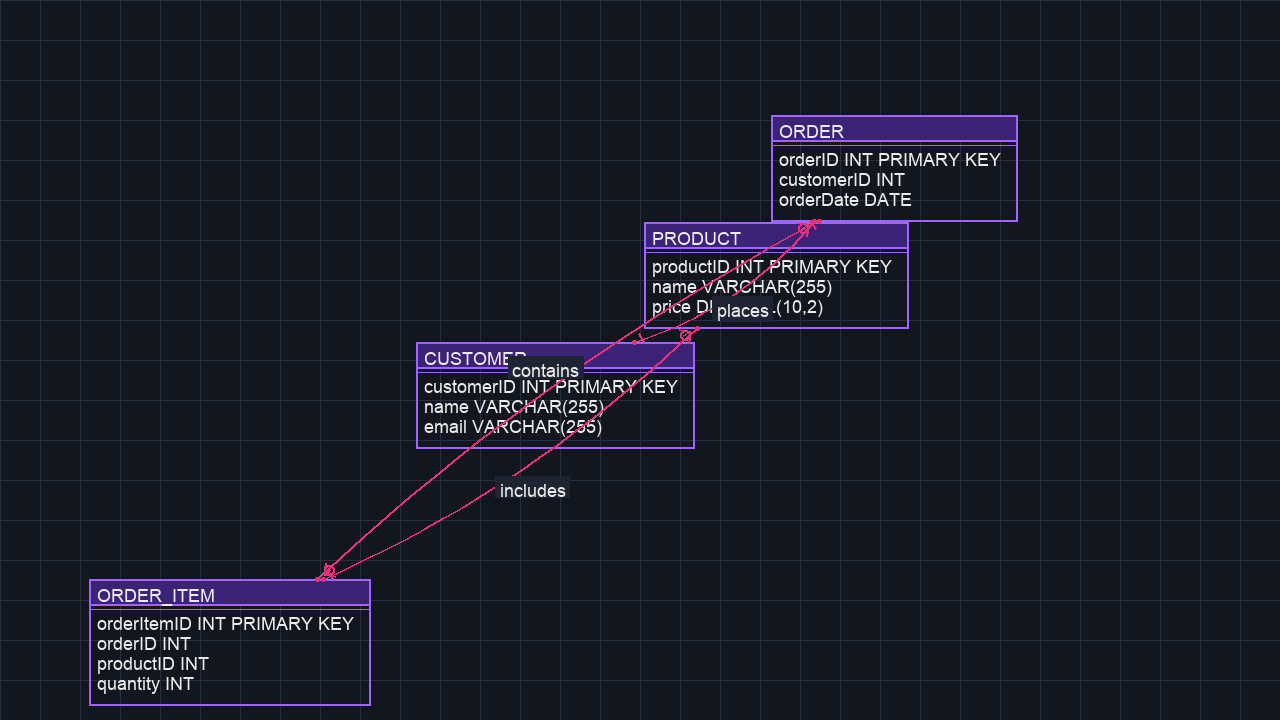 ORDER
orderID INT PRIMARY KEY
customerID INT
orderDate DATE
PRODUCT
productID INT PRIMARY KEY
name VARCHAR(255)
price (10,2)
places
CUSTOMER
contains
customerID INT PRIMARY KEY
name VARCHAR(255)
email VARCHAR(255)
includes
ORDER_ITEM
orderItemID INT PRIMARY KEY
orderID INT
productID INT
quantity INT